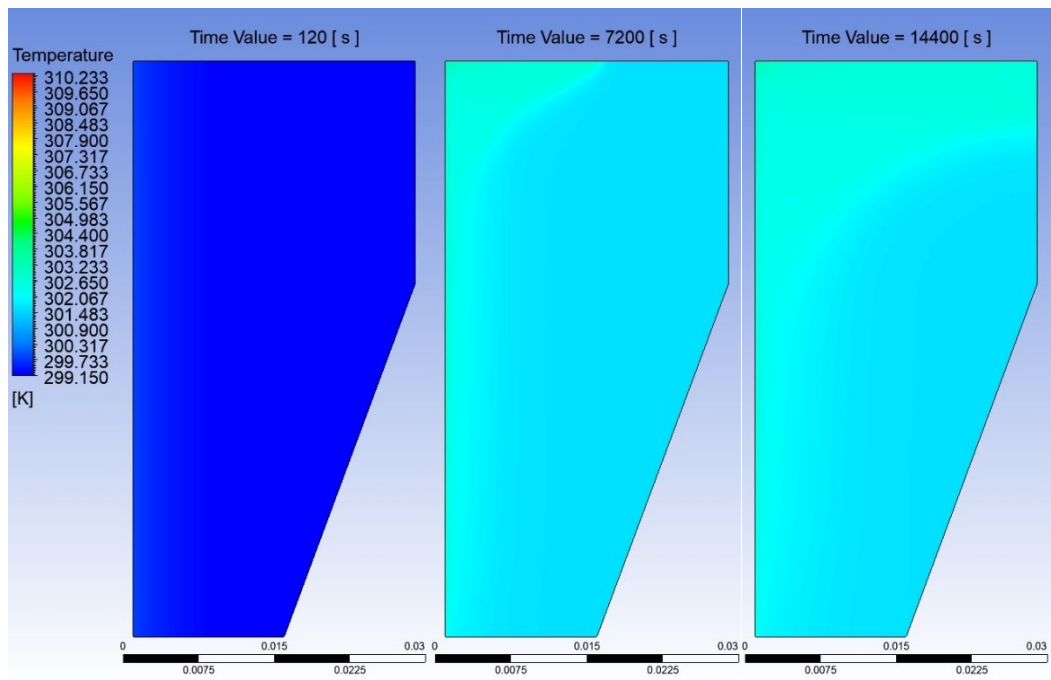 Time Value = 120 [ s ]
Time Value = 7200 [ s ]
Time Value = 14400 [ s ]
Temperature
310.233
309.650
309.067
308.483
307.900
307.317
306.733
306.150
305.567
304.983
304.400
303.817
303.233
302.650
302.067
301.483
300.900
300.317
299.733
299.150
[K]
0 0.015 0.03
0.0075 0.0225
0 0.015 0.03
0.0075 0.0225
0 0.015 0.03
0.0075 0.0225